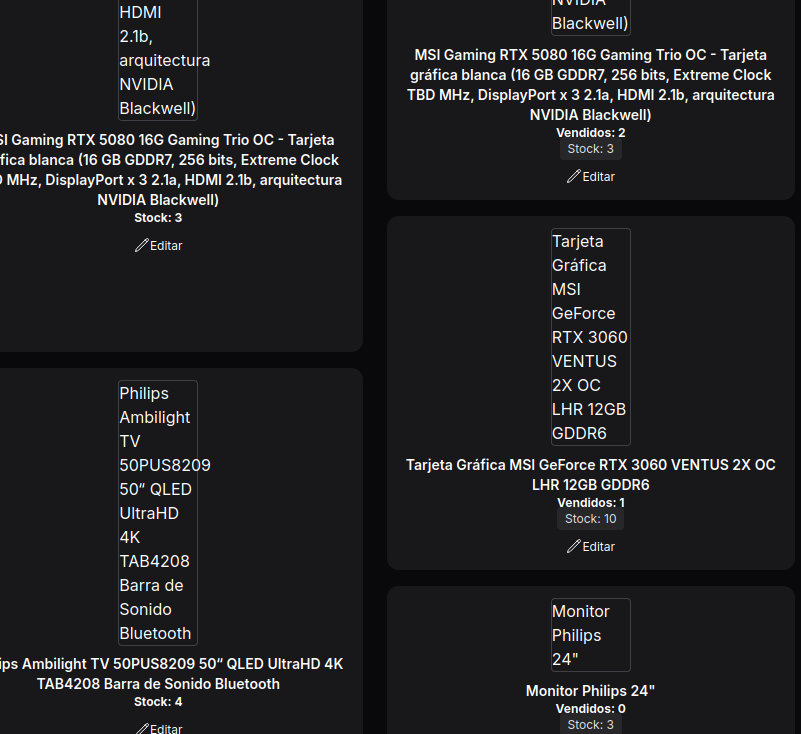 HDMI
2.1b,
arquitectura
NVIDIA
Blackwell)
SI Gaming RTX 5080 16G Gaming Trio OC - Tarjeta
fica blanca (16 GB GDDR7, 256 bits, Extreme Clock
MHz, DisplayPort x 3 2.1a, HDMI 2.1b, arquitectura
NVIDIA Blackwell)
Stock: 3
Editar
Philips
Ambilight
TV
50PUS8209
50“ QLED
UltraHD
4K
TAB4208
Barra de
Sonido
Bluetooth
ips Ambilight TV 50PUS8209 50“ QLED UltraHD 4K
TAB4208 Barra de Sonido Bluetooth
Stock: 4
Editar
NVIDIA
Blackwell)
MSI Gaming RTX 5080 16G Gaming Trio OC - Tarjeta
gráfica blanca (16 GB GDDR7, 256 bits, Extreme Clock
TBD MHz, DisplayPort x 3 2.1a, HDMI 2.1b, arquitectura
NVIDIA Blackwell)
Vendidos: 2
Stock: 3
Editar
Tarjeta
Gráfica
MSI
GeForce
RTX 3060
VENTUS
2X OC
LHR 12GB
GDDR6
Tarjeta Gráfica MSI GeForce RTX 3060 VENTUS 2X OC
LHR 12GB GDDR6
Vendidos: 1
Stock: 10
Editar
Monitor
Philips
24"
Monitor Philips 24"
Vendidos: 0
Stock: 3